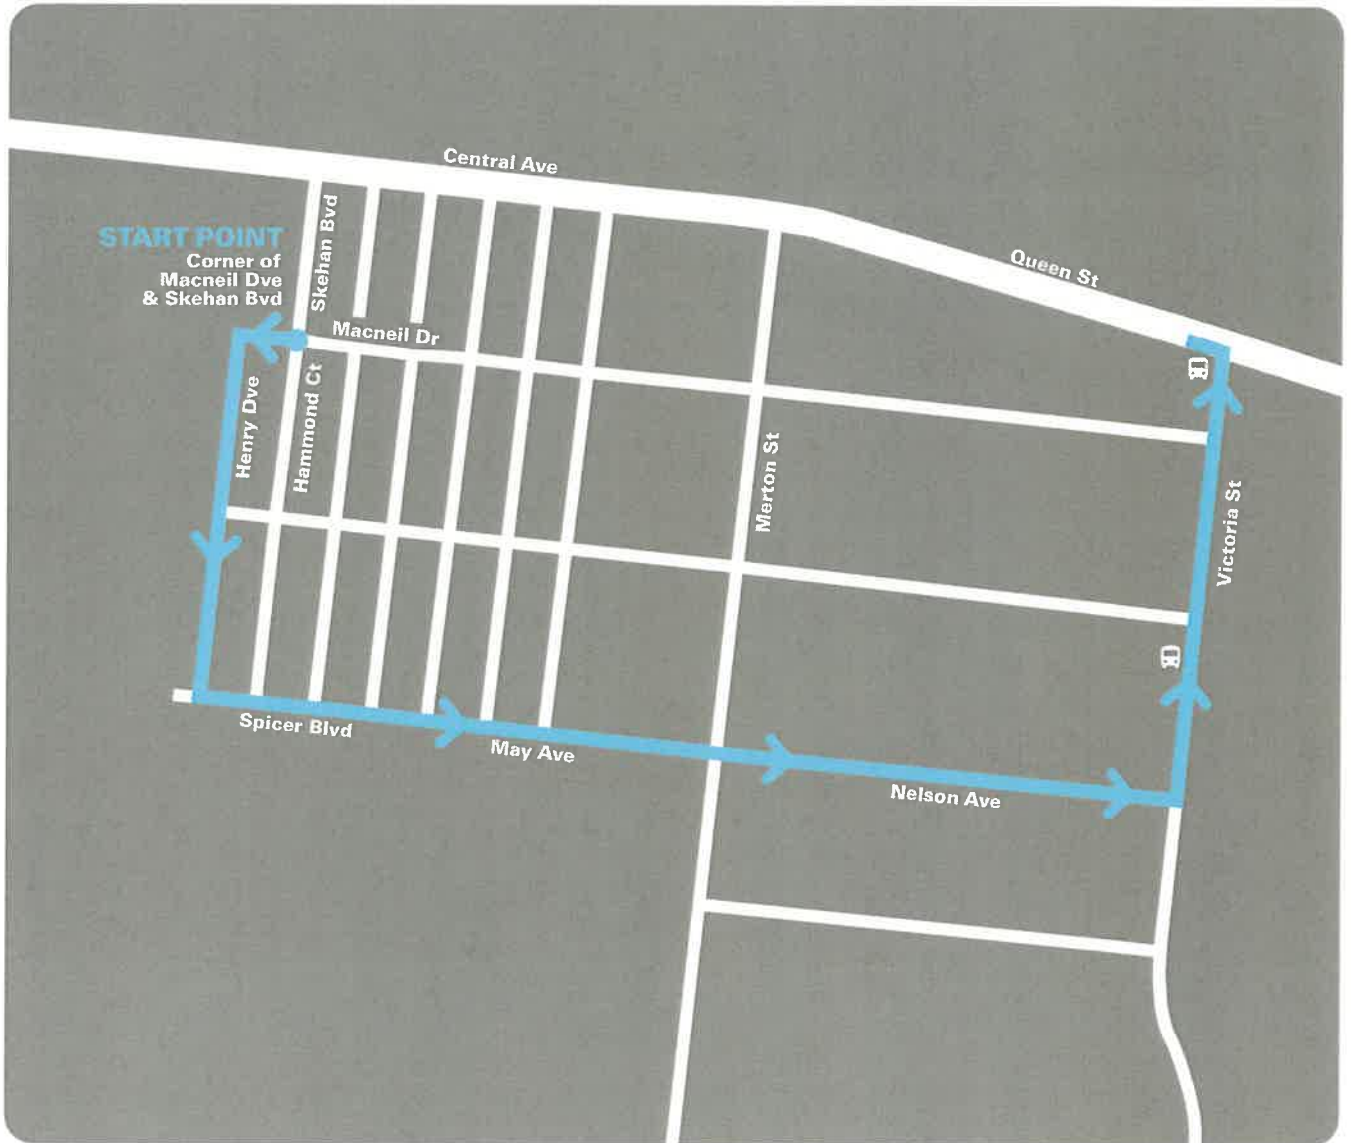 Central Ave
START POINT
Corner of
Macneil Dve
& Skehan Bvd
Skehan Bvd
Queen St
Macneil Dr
Henry Dve
Hammond Ct
Merton St
Victoria St
Spicer Blvd
May Ave
Nelson Ave